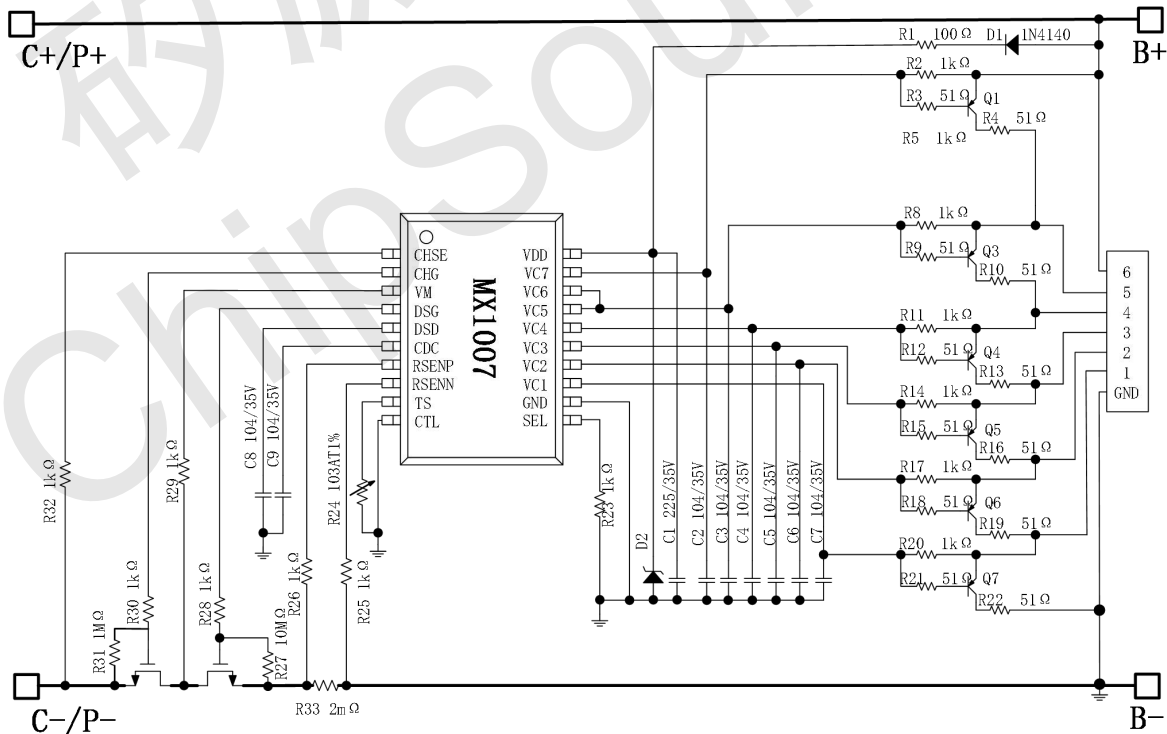 C+/P+
B+
R1 100Ω D1 1N4140
R2 1kΩ
R3 51Ω Q1
R4 51Ω
R5 1kΩ
R8 1kΩ
R9 51Ω Q3
R10 51Ω
R11 1kΩ
R12 51Ω Q4
R13 51Ω
R14 1kΩ
R15 51Ω Q5
R16 51Ω
R17 1kΩ
R18 51Ω Q6
R19 51Ω
R20 1kΩ
R21 51Ω Q7
R22 51Ω
6
5
4
3
2
1
GND
MX1007
CHSE VDD
CHG VC7
VM VC6
DSG VC5
DSD VC4
CDC VC3
RSENP VC2
RSENN VC1
TS GND
CTL SEL
R32 1kΩ
R31 1MΩ
R30 1kΩ
R29 1kΩ
R28 1kΩ
C8 104/35V
C9 104/35V
R27 10MΩ
R26 1kΩ
R24 103AT1%
R25 1kΩ
R23 1kΩ
D2
C1 225/35V
C2 104/35V
C3 104/35V
C4 104/35V
C5 104/35V
C6 104/35V
C7 104/35V
R33 2mΩ
C-/P-
B-